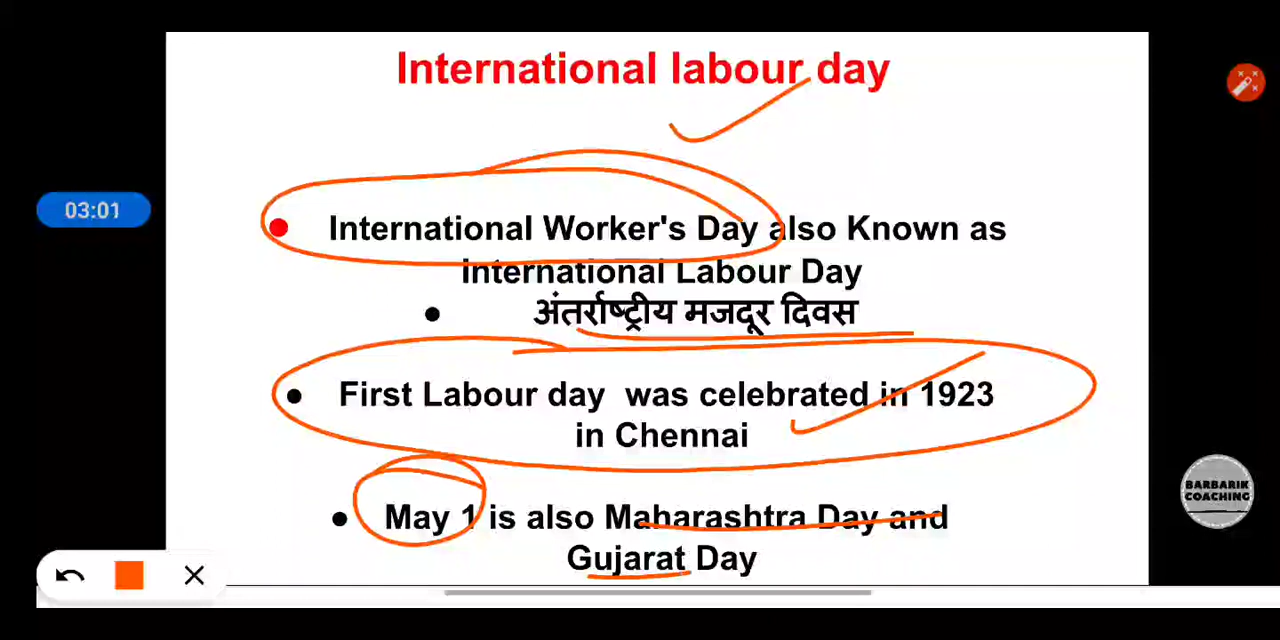 International labour day
03:01
International Worker's Day also Known as
International Labour Day
अंतर्राष्ट्रीय मजदूर दिवस
First Labour day was celebrated in 1923
in Chennai
May 1 is also Maharashtra Day and
Gujarat Day
BARBARIK
COACHING